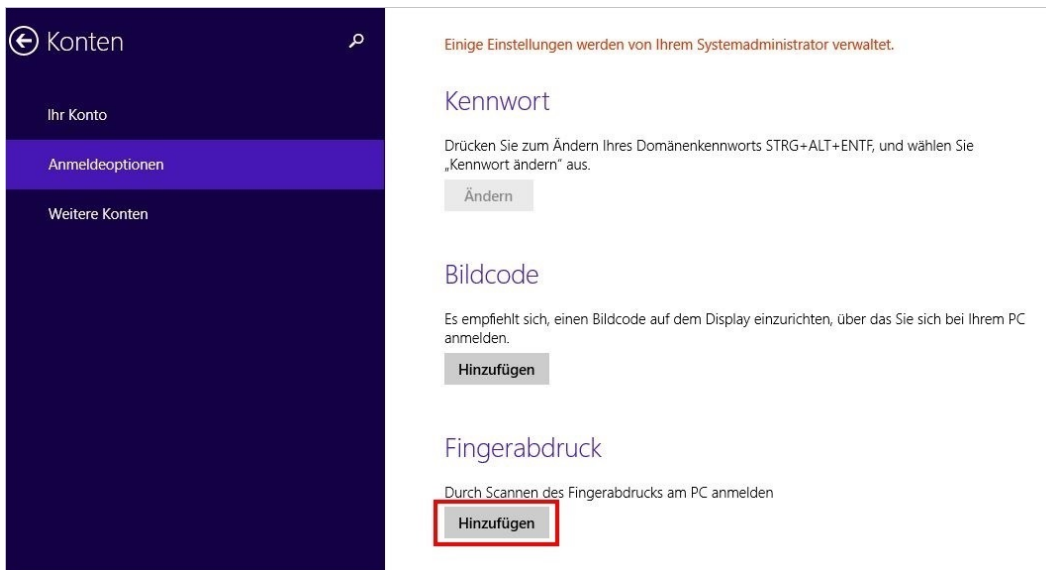 Konten
Ihr Konto
Anmeldeoptionen
Weitere Konten
Einige Einstellungen werden von Ihrem Systemadministrator verwaltet.
Kennwort
Drücken Sie zum Ändern Ihres Domänenkennworts STRG+ALT+ENTF, und wählen Sie
„Kennwort ändern" aus.
Ändern
Bildcode
Es empfiehlt sich, einen Bildcode auf dem Display einzurichten, über das Sie sich bei Ihrem PC
anmelden.
Hinzufügen
Fingerabdruck
Durch Scannen des Fingerabdrucks am PC anmelden
Hinzufügen